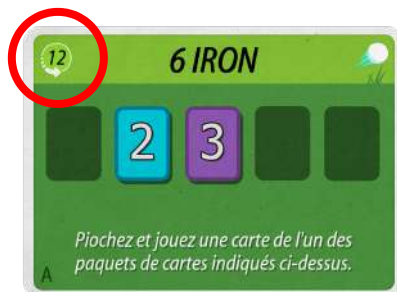 12
6 IRON
2 3
Piochez et jouez une carte de l'un des
paquets de cartes indiqués ci-dessus.
A